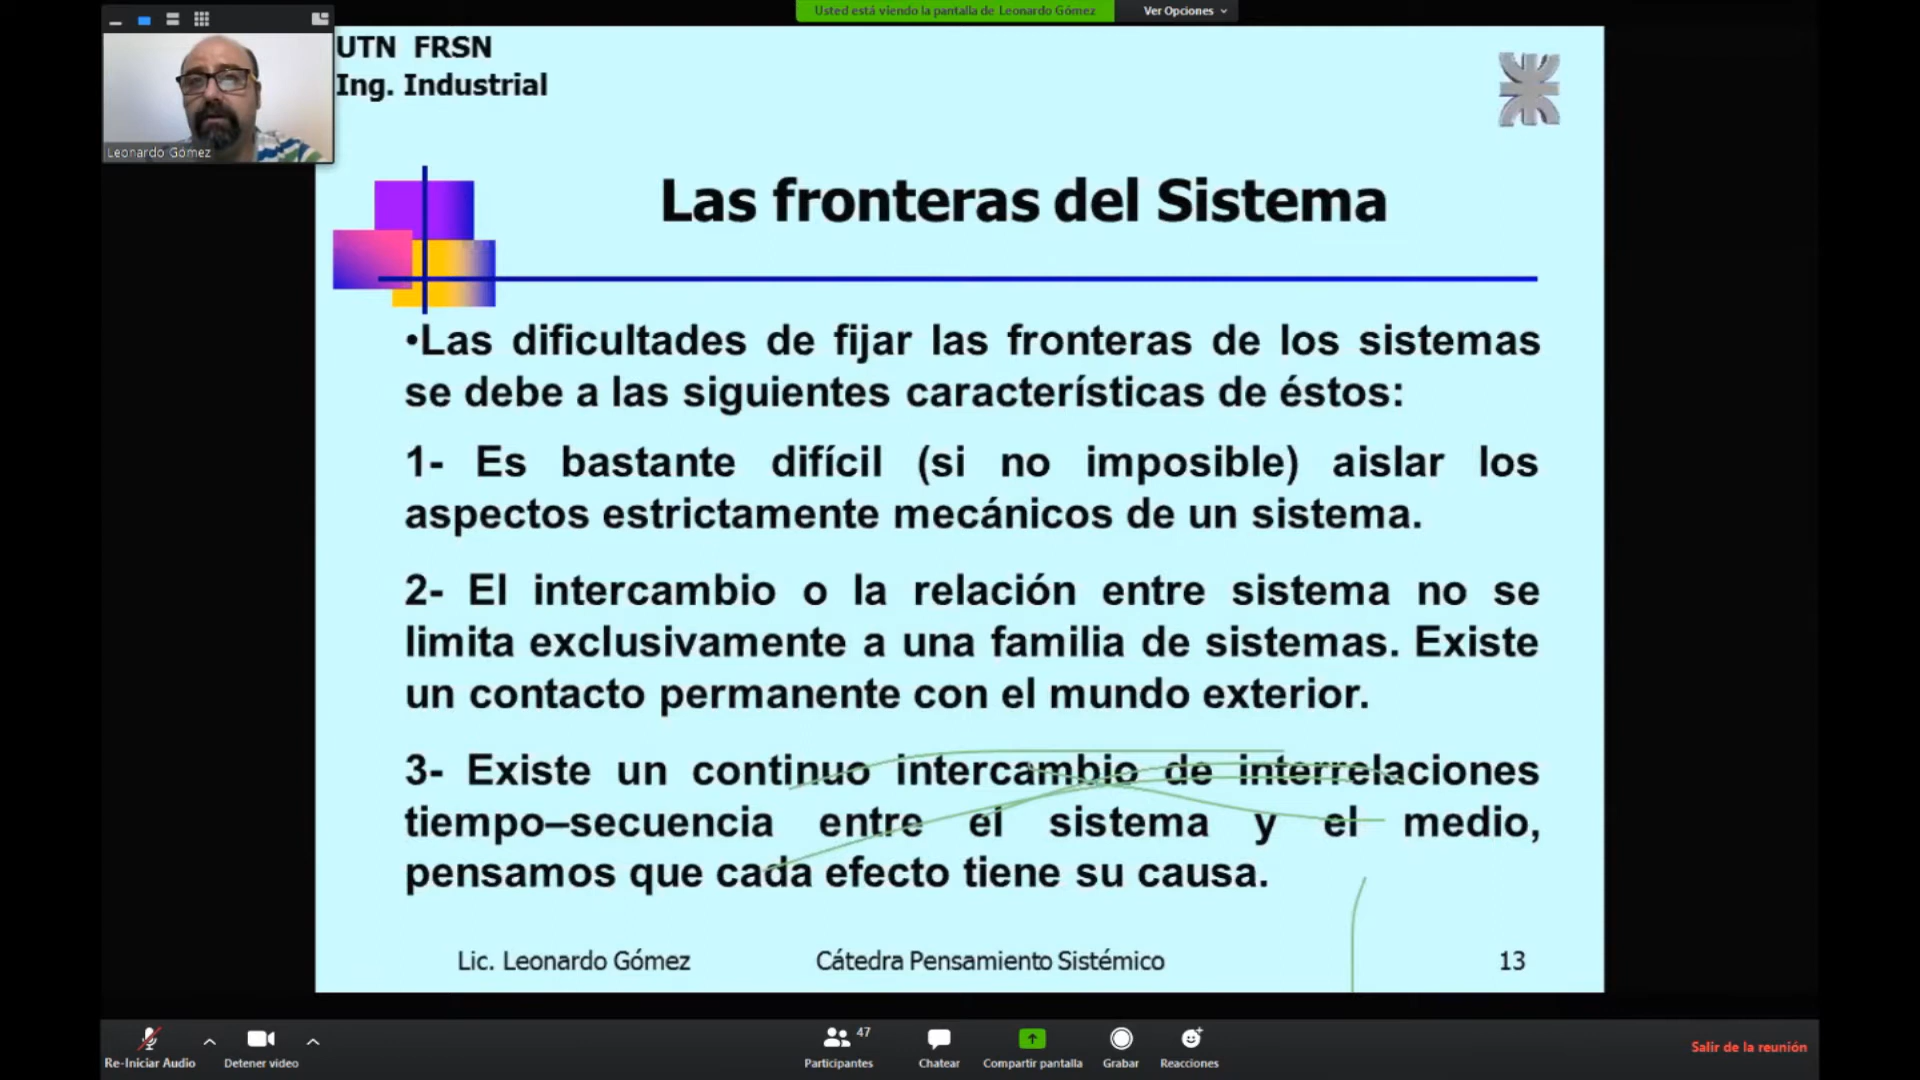 Usted está viendo la pantalla de Leonardo Gómez
Ver Opciones
Leonardo Gómez
UTN FRSN
Ing. Industrial
Las fronteras del Sistema
•Las dificultades de fijar las fronteras de los sistemas
se debe a las siguientes características de éstos:
1- Es bastante difícil (si no imposible) aislar los
aspectos estrictamente mecánicos de un sistema.
2- El intercambio o la relación entre sistema no se
limita exclusivamente a una familia de sistemas. Existe
un contacto permanente con el mundo exterior.
3- Existe un continuo intercambio de interrelaciones
tiempo–secuencia entre el sistema y el medio,
pensamos que cada efecto tiene su causa.
Lic. Leonardo Gómez
Cátedra Pensamiento Sistémico
13
Re-Iniciar Audio
Detener video
47
Participantes
Chatear
Compartir pantalla
Grabar
Reacciones
Salir de la reunión